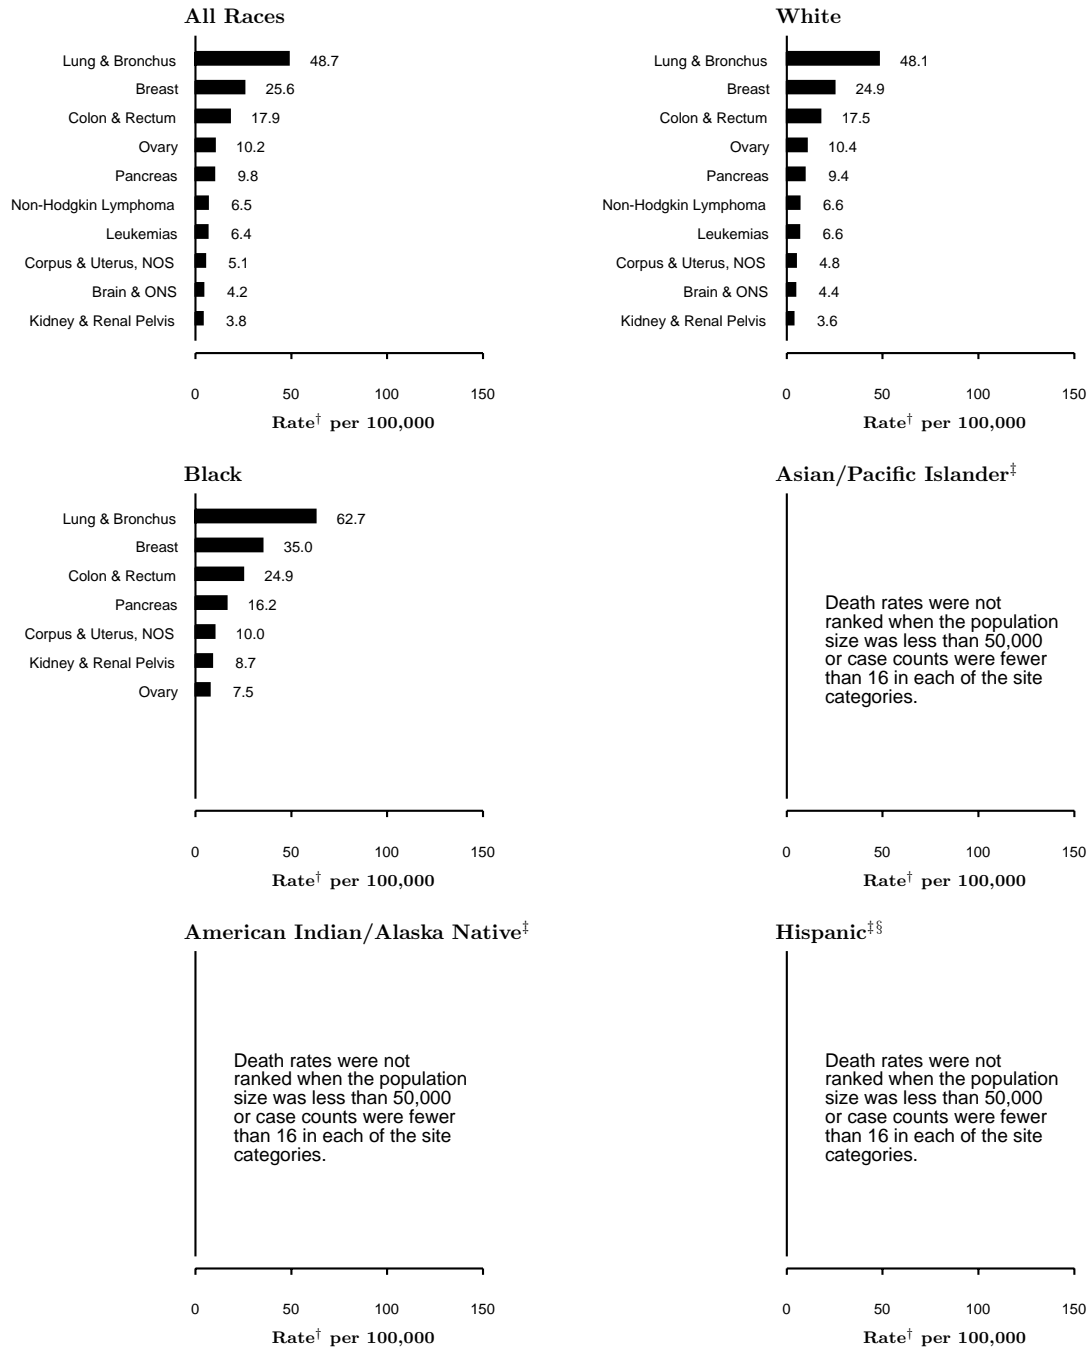 All Races
Lung & Bronchus 48.7
Breast 25.6
Colon & Rectum 17.9
Ovary 10.2
Pancreas 9.8
Non-Hodgkin Lymphoma 6.5
Leukemias 6.4
Corpus & Uterus, NOS 5.1
Brain & ONS 4.2
Kidney & Renal Pelvis 3.8
0 50 100 150
Rate† per 100,000
White
Lung & Bronchus 48.1
Breast 24.9
Colon & Rectum 17.5
Ovary 10.4
Pancreas 9.4
Non-Hodgkin Lymphoma 6.6
Leukemias 6.6
Corpus & Uterus, NOS 4.8
Brain & ONS 4.4
Kidney & Renal Pelvis 3.6
0 50 100 150
Rate† per 100,000
Black
Lung & Bronchus 62.7
Breast 35.0
Colon & Rectum 24.9
Pancreas 16.2
Corpus & Uterus, NOS 10.0
Kidney & Renal Pelvis 8.7
Ovary 7.5
0 50 100 150
Rate† per 100,000
Asian/Pacific Islander‡
Death rates were not
ranked when the population
size was less than 50,000
or case counts were fewer
than 16 in each of the site
categories.
0 50 100 150
Rate† per 100,000
American Indian/Alaska Native‡
Death rates were not
ranked when the population
size was less than 50,000
or case counts were fewer
than 16 in each of the site
categories.
0 50 100 150
Rate† per 100,000
Hispanic‡§
Death rates were not
ranked when the population
size was less than 50,000
or case counts were fewer
than 16 in each of the site
categories.
0 50 100 150
Rate† per 100,000